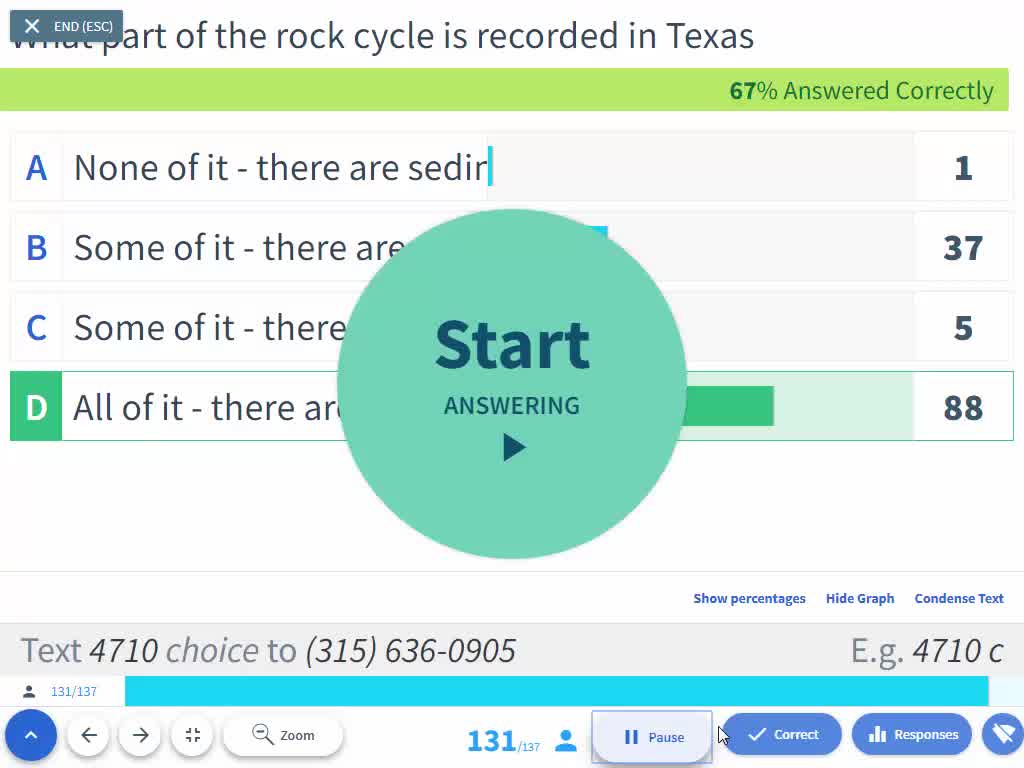 END (ESC)
What part of the rock cycle is recorded in Texas
67% Answered Correctly
A None of it - there are sedir 1
B Some of it - there are 37
C Some of it - there 5
D All of it - there are 88
Start
ANSWERING
Show percentages Hide Graph Condense Text
Text 4710 choice to (315) 636-0905 E.g. 4710 c
131/137
Zoom 131/137 Pause Correct Responses